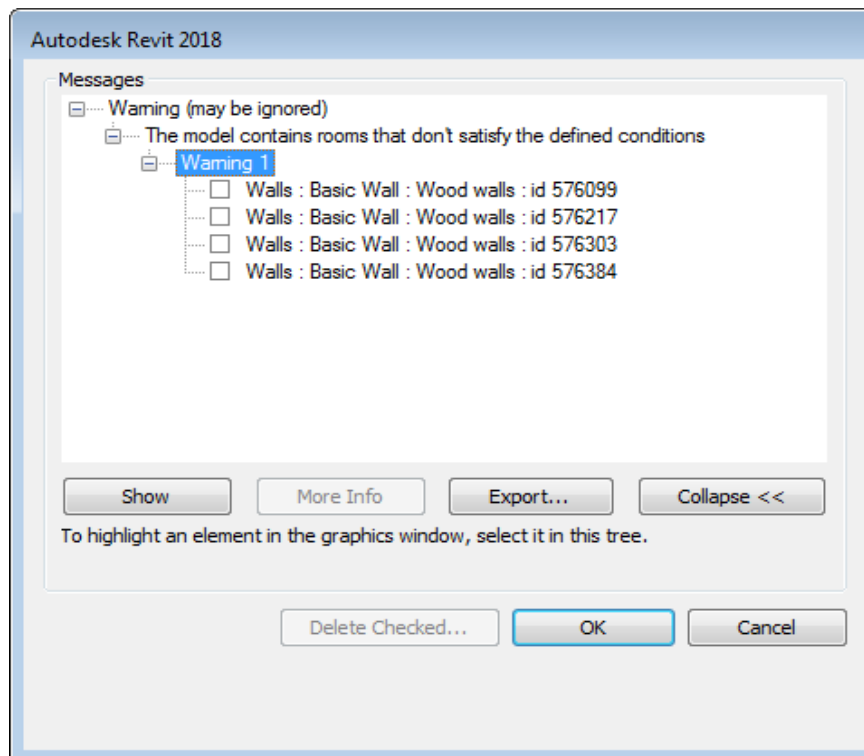 Autodesk Revit 2018
Messages
Warning (may be ignored)
The model contains rooms that don't satisfy the defined conditions
Warning 1
Walls : Basic Wall : Wood walls : id 576099
Walls : Basic Wall : Wood walls : id 576217
Walls : Basic Wall : Wood walls : id 576303
Walls : Basic Wall : Wood walls : id 576384
Show More Info Export... Collapse <<
To highlight an element in the graphics window, select it in this tree.
Delete Checked... OK Cancel